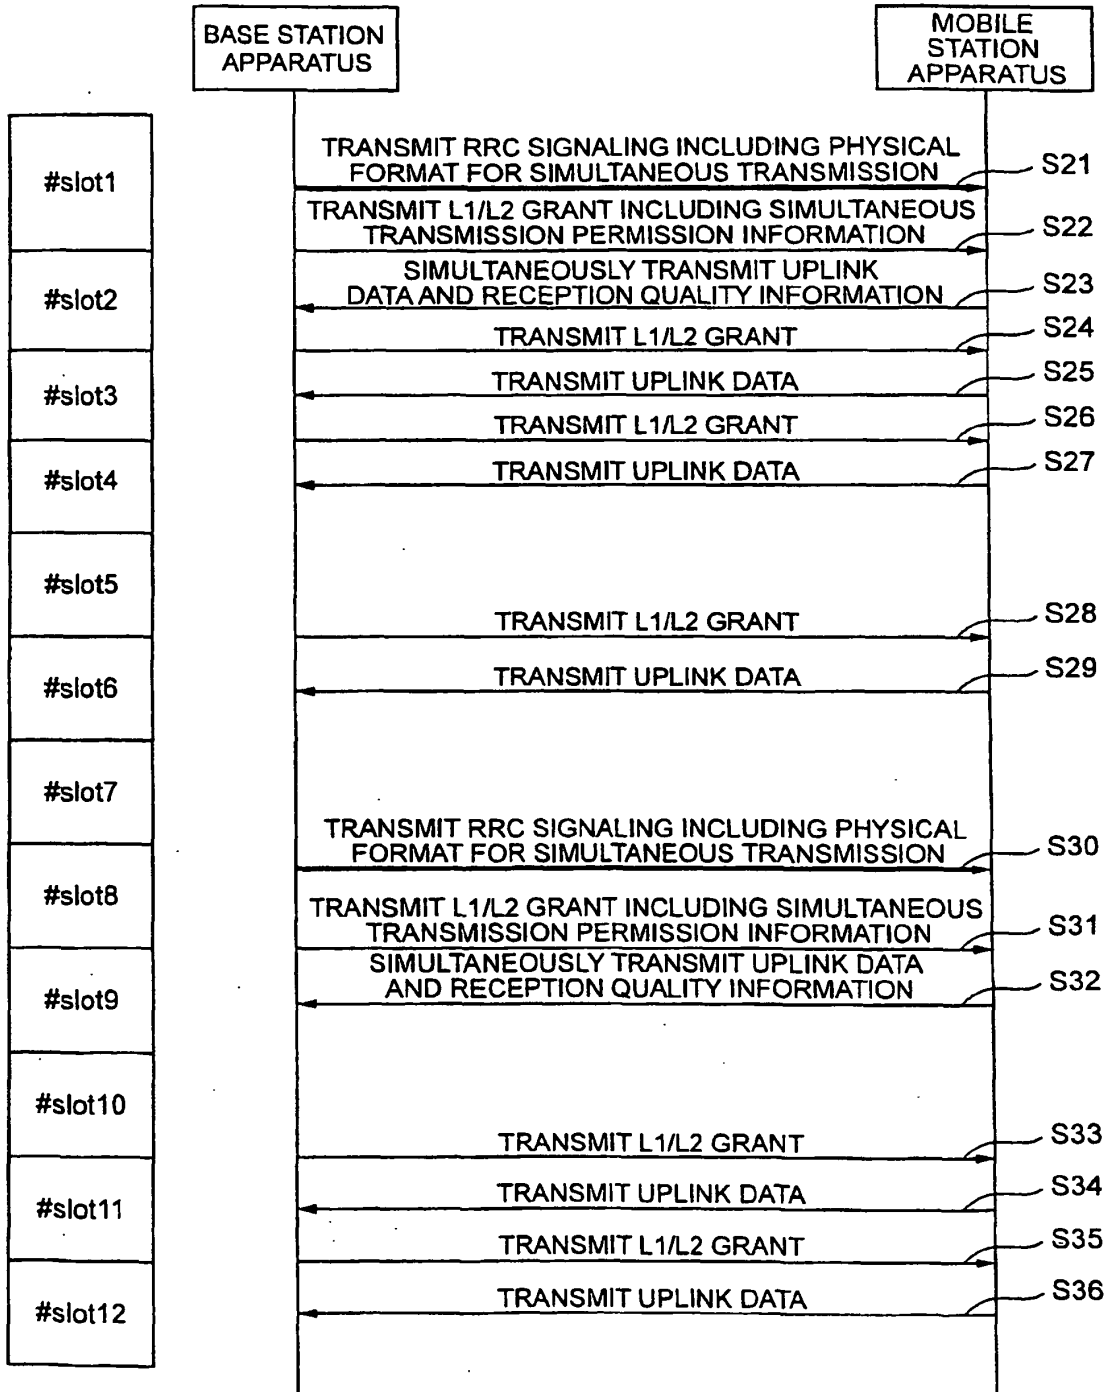 BASE STATION
APPARATUS
MOBILE
STATION
APPARATUS
#slot1
TRANSMIT RRC SIGNALING INCLUDING PHYSICAL
FORMAT FOR SIMULTANEOUS TRANSMISSION
S21
TRANSMIT L1/L2 GRANT INCLUDING SIMULTANEOUS
TRANSMISSION PERMISSION INFORMATION
S22
#slot2
SIMULTANEOUSLY TRANSMIT UPLINK
DATA AND RECEPTION QUALITY INFORMATION
S23
TRANSMIT L1/L2 GRANT
S24
#slot3
TRANSMIT UPLINK DATA
S25
TRANSMIT L1/L2 GRANT
S26
#slot4
TRANSMIT UPLINK DATA
S27
#slot5
TRANSMIT L1/L2 GRANT
S28
#slot6
TRANSMIT UPLINK DATA
S29
#slot7
TRANSMIT RRC SIGNALING INCLUDING PHYSICAL
FORMAT FOR SIMULTANEOUS TRANSMISSION
S30
#slot8
TRANSMIT L1/L2 GRANT INCLUDING SIMULTANEOUS
TRANSMISSION PERMISSION INFORMATION
S31
#slot9
SIMULTANEOUSLY TRANSMIT UPLINK DATA
AND RECEPTION QUALITY INFORMATION
S32
#slot10
TRANSMIT L1/L2 GRANT
S33
#slot11
TRANSMIT UPLINK DATA
S34
TRANSMIT L1/L2 GRANT
S35
#slot12
TRANSMIT UPLINK DATA
S36